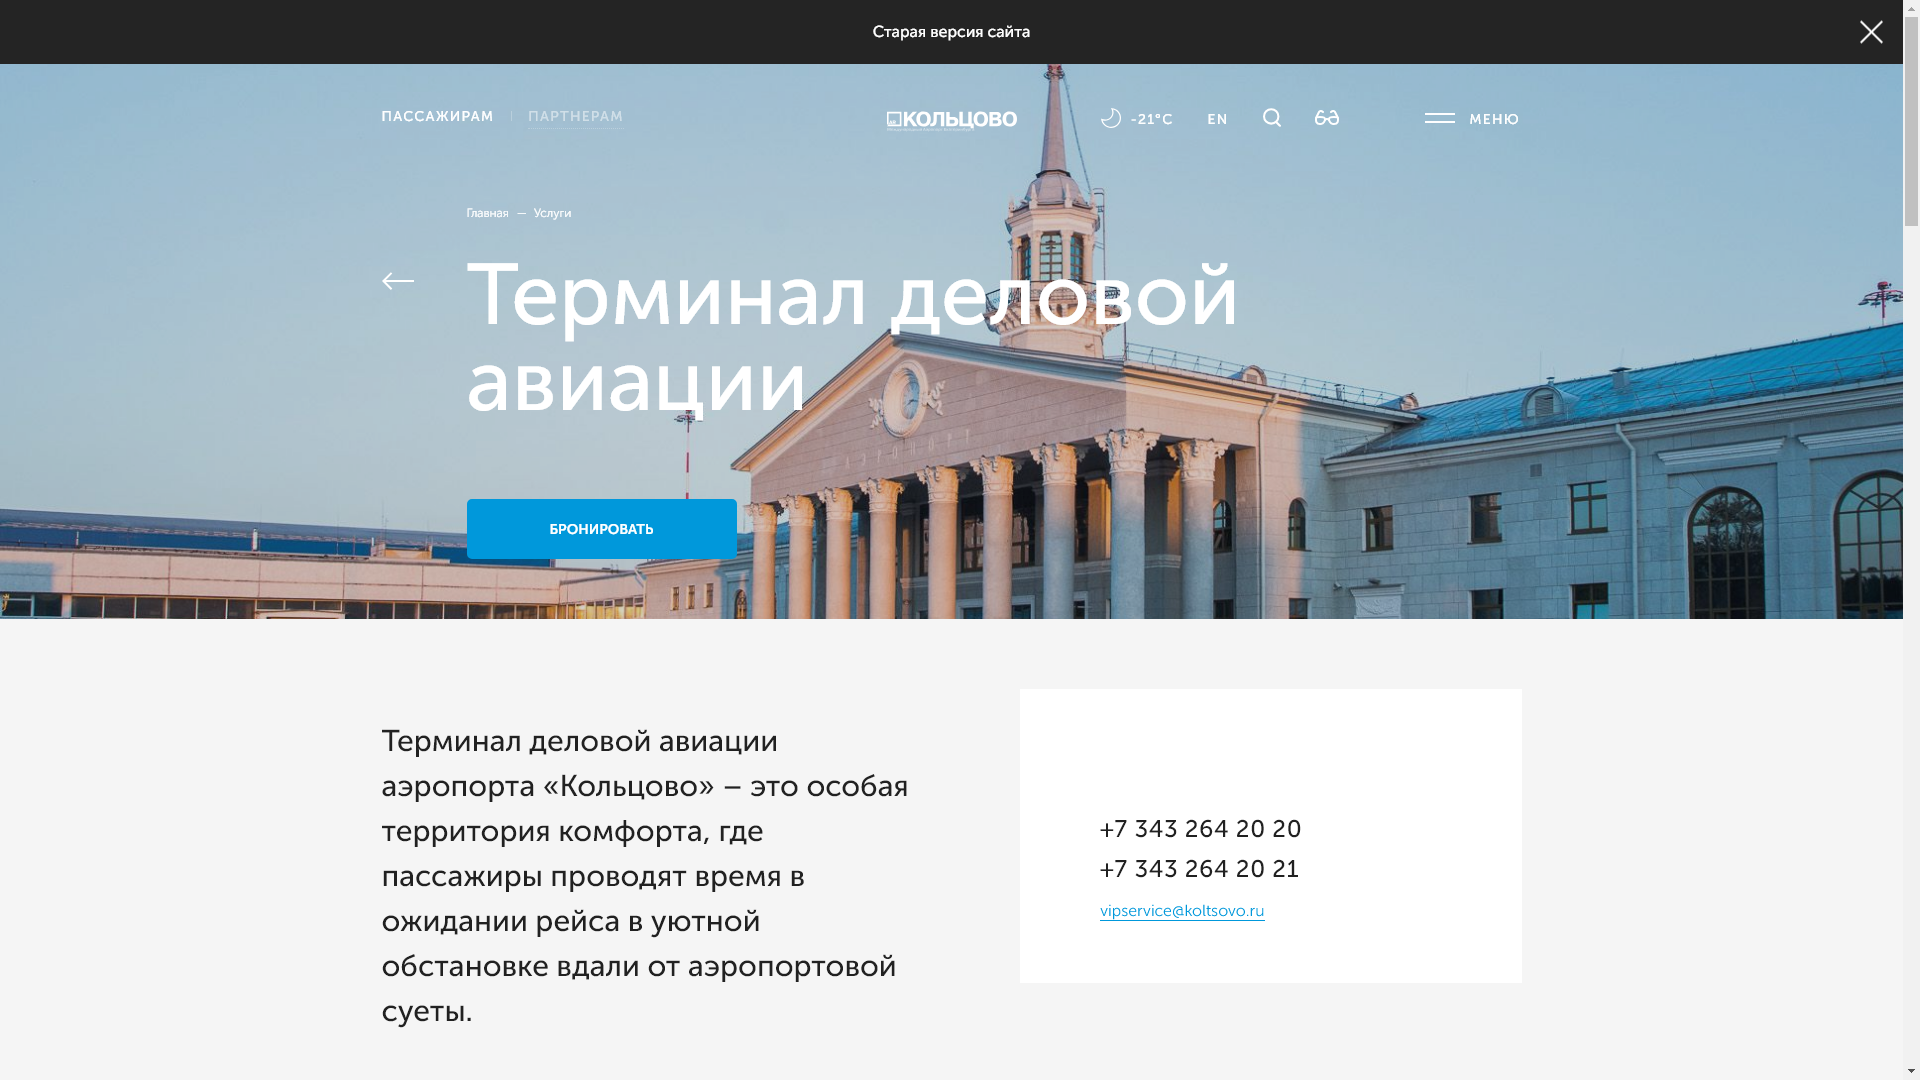 Старая версия сайта
ПАССАЖИРАМ
ПАРТНЕРАМ
КОЛЬЦОВО
-21°C
EN
МЕНЮ
Главная — Услуги
Терминал деловой
авиации
АЭРОПОРТ
БРОНИРОВАТЬ
Терминал деловой авиации
аэропорта «Кольцово» – это особая
территория комфорта, где
пассажиры проводят время в
ожидании рейса в уютной
обстановке вдали от аэропортовой
суеты.
+7 343 264 20 20
+7 343 264 20 21
vipservice@koltsovo.ru